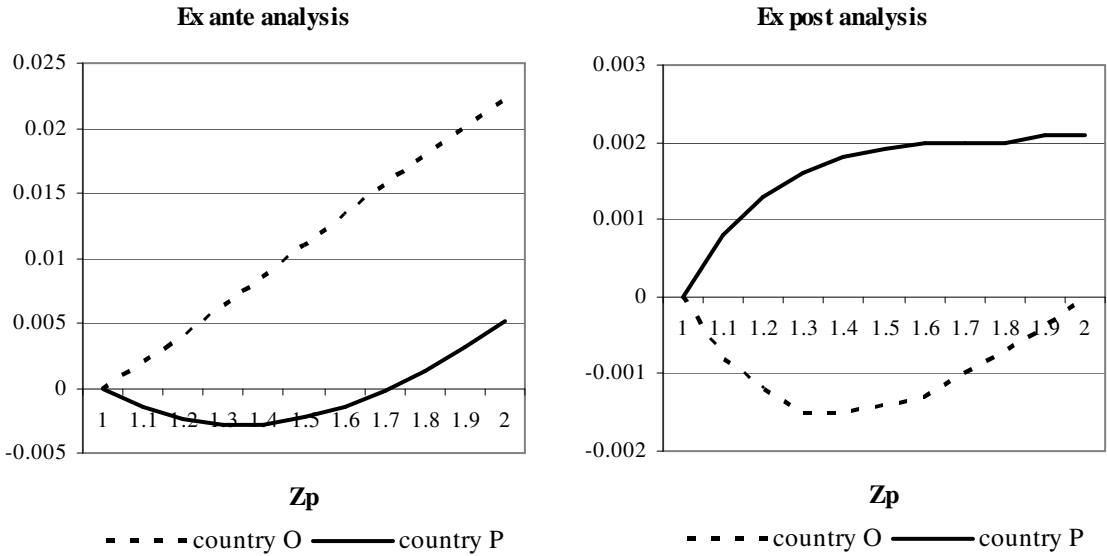 Ex ante analysis
0.025
0.02
0.015
0.01
0.005
0
-0.005
1 1.1 1.2 1.3 1.4 1.5 1.6 1.7 1.8 1.9 2
Zp
country O country P
Ex post analysis
0.003
0.002
0.001
0
-0.001
-0.002
1 1.1 1.2 1.3 1.4 1.5 1.6 1.7 1.8 1.9 2
Zp
country O country P